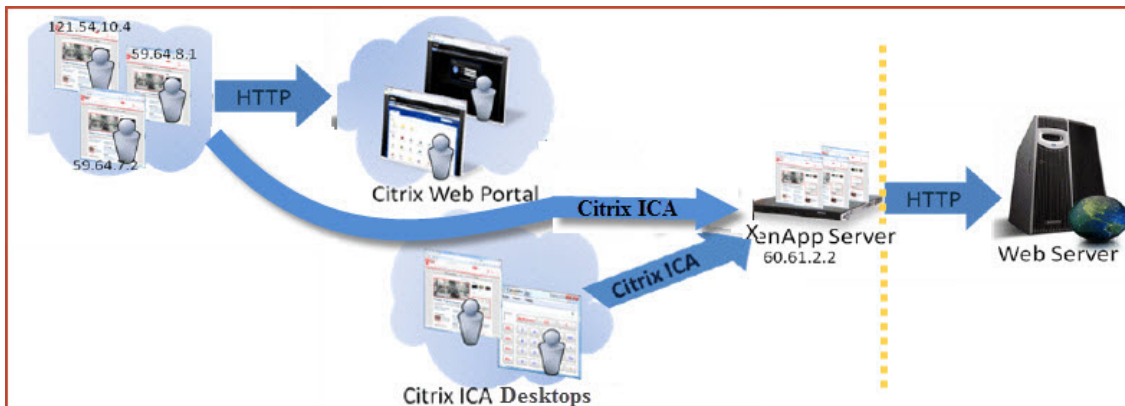 121.54,10.4
59.64.8.1
59.64.7.2
HTTP
Citrix Web Portal
Citrix ICA
Citrix ICA
Citrix ICA Desktops
XenApp Server
60.61.2.2
HTTP
Web Server